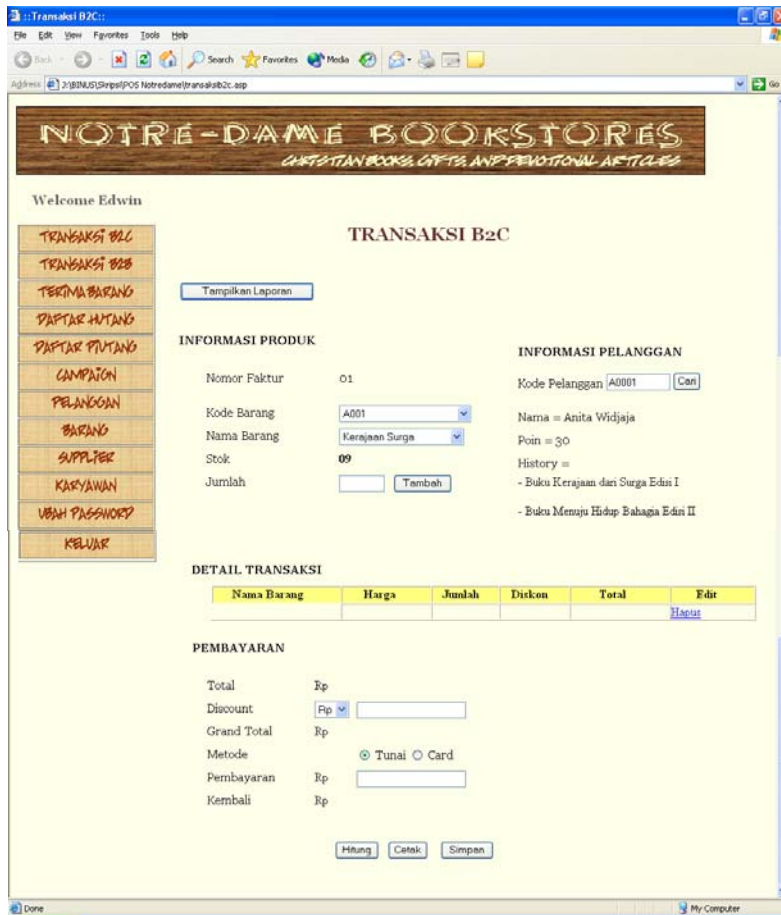 ::Transaksi B2C::
File Edit View Favorites Tools Help
Back Search Favorites Media
Address J:\BINUS\Skripsi\POS Notredame\transaksib2c.asp Go
NOTRE-DAME BOOKSTORES
CHRISTIAN BOOKS, GIFTS, AND DEVOTIONAL ARTICLES
Welcome Edwin
TRANSAKSI B2C
TRANSAKSI B2B
TERIMA BARANG
DAFTAR HUTANG
DAFTAR PIUTANG
CAMPAIGN
PELANGGAN
BARANG
SUPPLIER
KARYAWAN
UBAH PASSWORD
KELUAR
TRANSAKSI B2C
Tampilkan Laporan
INFORMASI PRODUK
Nomor Faktur 01
Kode Barang A001
Nama Barang Kerajaan Surga
Stok 09
Jumlah Tambah
INFORMASI PELANGGAN
Kode Pelanggan A0001 Cari
Nama = Anita Widjaja
Poin = 30
History =
- Buku Kerajaan dari Surga Edisi I
- Buku Menuju Hidup Bahagia Edisi II
DETAIL TRANSAKSI
Nama Barang Harga Jumlah Diskon Total Edit
Hapus
PEMBAYARAN
Total Rp
Discount Rp
Grand Total Rp
Metode Tunai Card
Pembayaran Rp
Kembali Rp
Hitung Cetak Simpan
Done My Computer